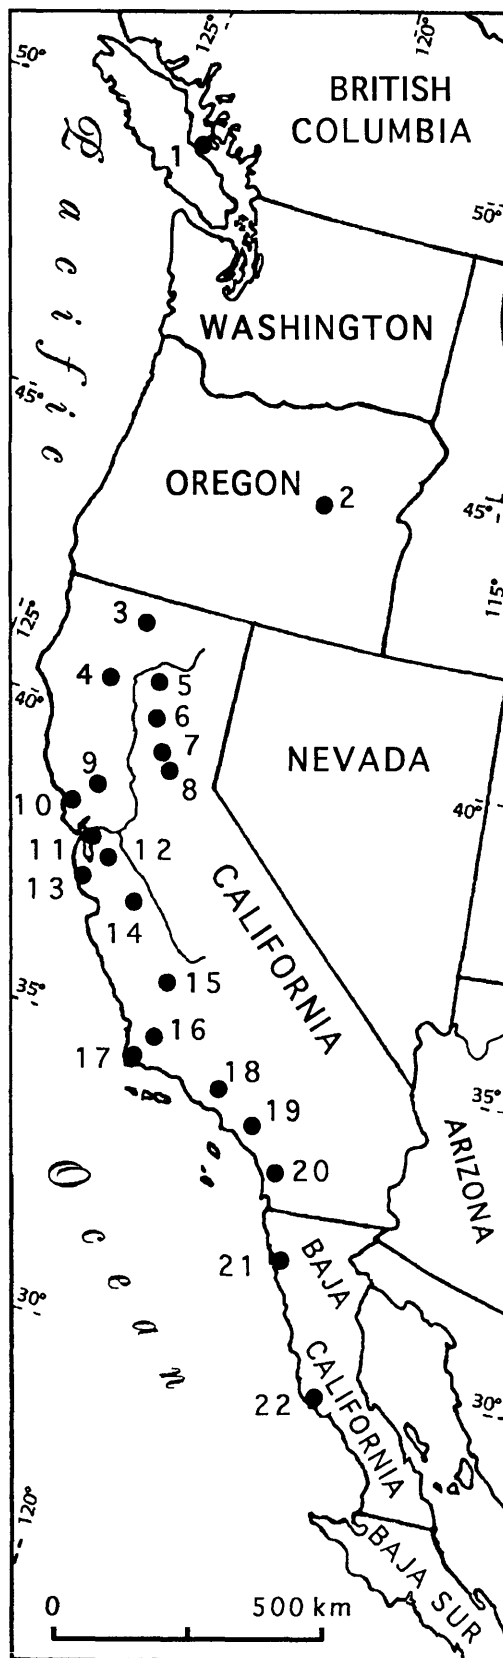 125°
120°
50°
BRITISH
COLUMBIA
1
50°
Pacific
WASHINGTON
45°
OREGON
2
45°
115°
125°
3
4
5
40°
6
7
NEVADA
8
9
10
40°
11
12
13
CALIFORNIA
14
35°
15
16
17
18
35°
19
ARIZONA
20
Ocean
21
BAJA
CALIFORNIA
30°
22
30°
120°
BAJA SUR
0
500 km